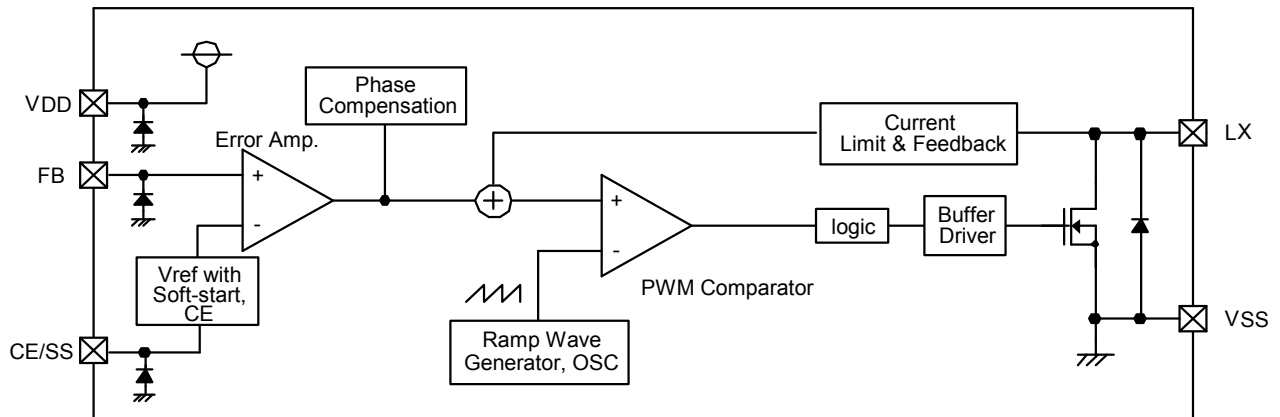 VDD
FB
CE/SS
Error Amp.
+
-
Phase
Compensation
Vref with
Soft-start,
CE
+
+
-
PWM Comparator
Ramp Wave
Generator, OSC
Current
Limit & Feedback
logic
Buffer
Driver
LX
VSS